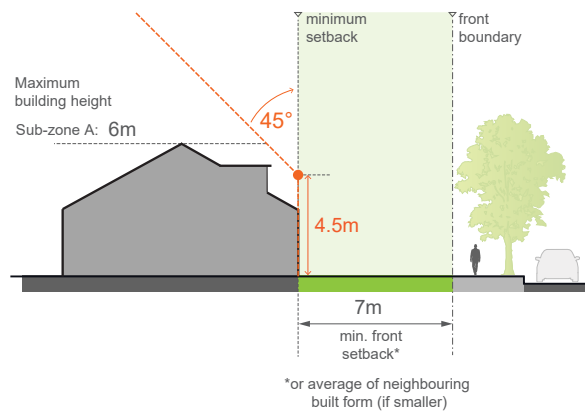 minimum
setback
front
boundary
Maximum
building height
Sub-zone A: 6m
45°
4.5m
7m
min. front
setback*
*or average of neighbouring
built form (if smaller)